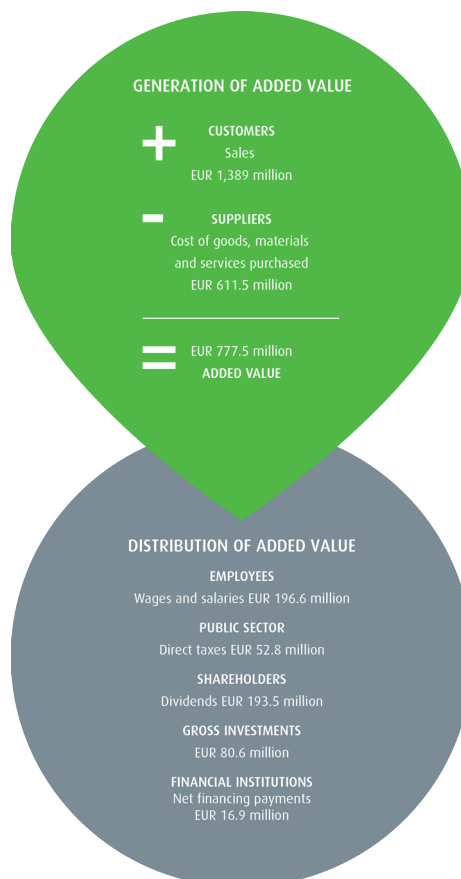 GENERATION OF ADDED VALUE
+
CUSTOMERS
Sales
EUR 1,389 million
-
SUPPLIERS
Cost of goods, materials
and services purchased
EUR 611.5 million
=
EUR 777.5 million
ADDED VALUE
DISTRIBUTION OF ADDED VALUE
EMPLOYEES
Wages and salaries EUR 196.6 million
PUBLIC SECTOR
Direct taxes EUR 52.8 million
SHAREHOLDERS
Dividends EUR 193.5 million
GROSS INVESTMENTS
EUR 80.6 million
FINANCIAL INSTITUTIONS
Net financing payments
EUR 16.9 million